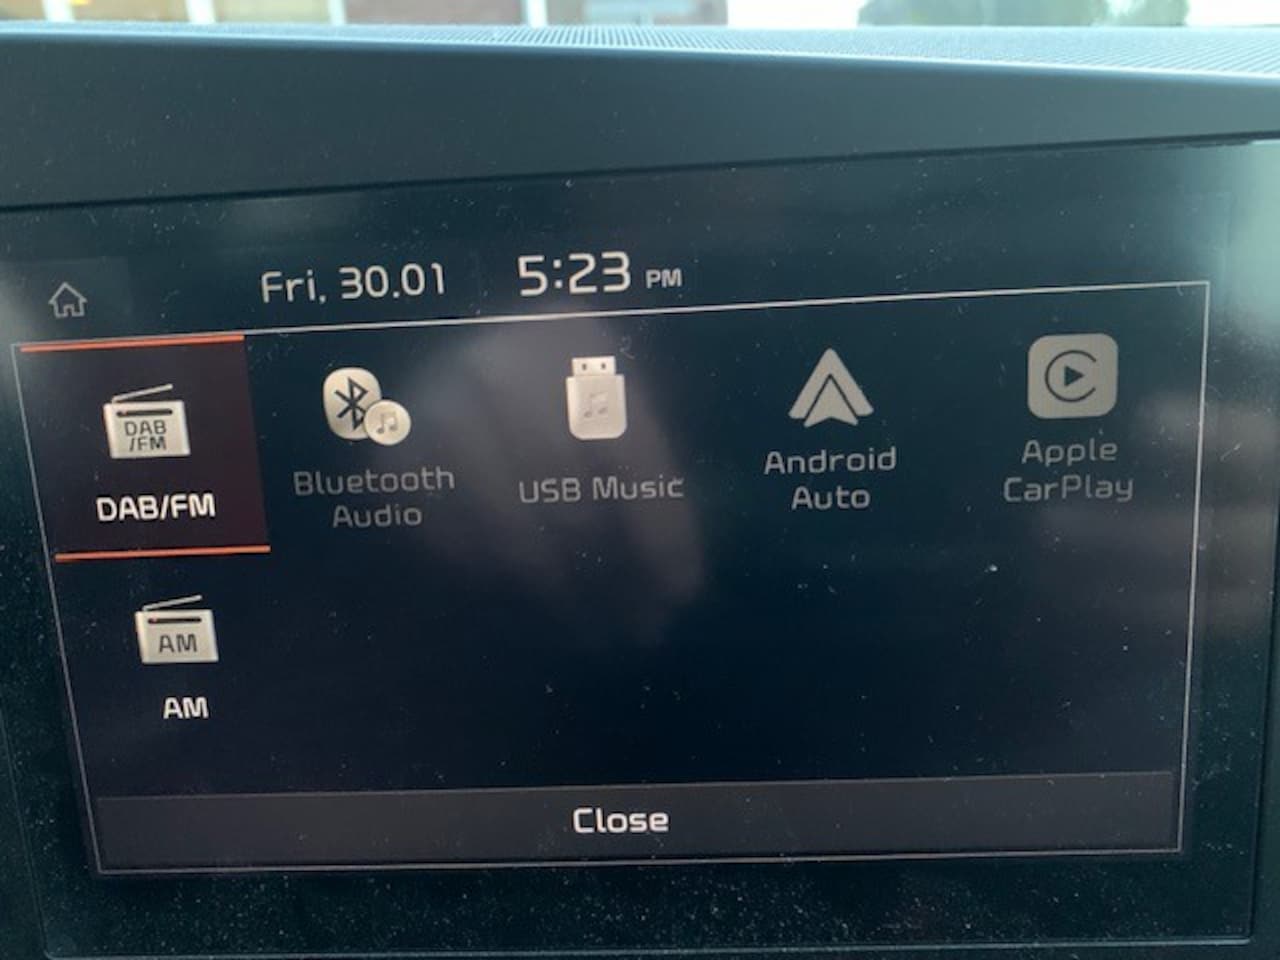 Fri, 30.01 5:23 PM
DAB
/FM
DAB/FM
Bluetooth
Audio
USB Music
Android
Auto
Apple
CarPlay
AM
AM
Close